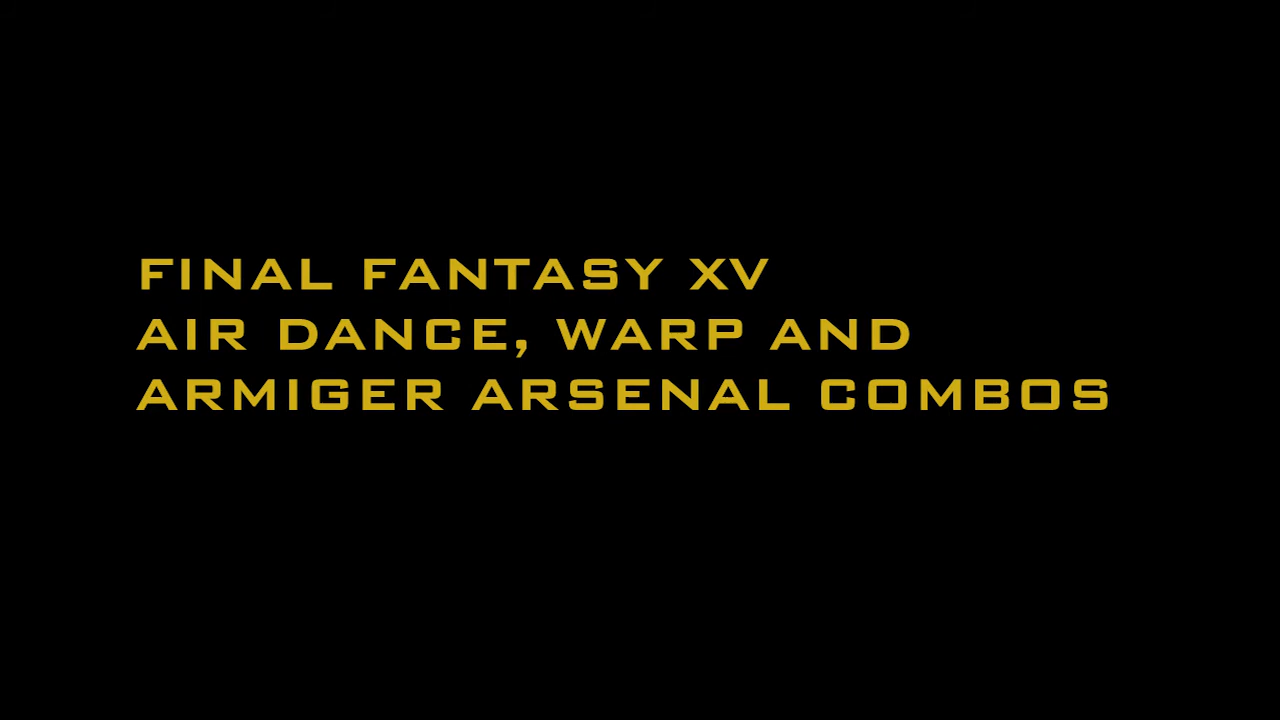 FINAL FANTASY XV
AIR DANCE, WARP AND
ARMIGER ARSENAL COMBOS